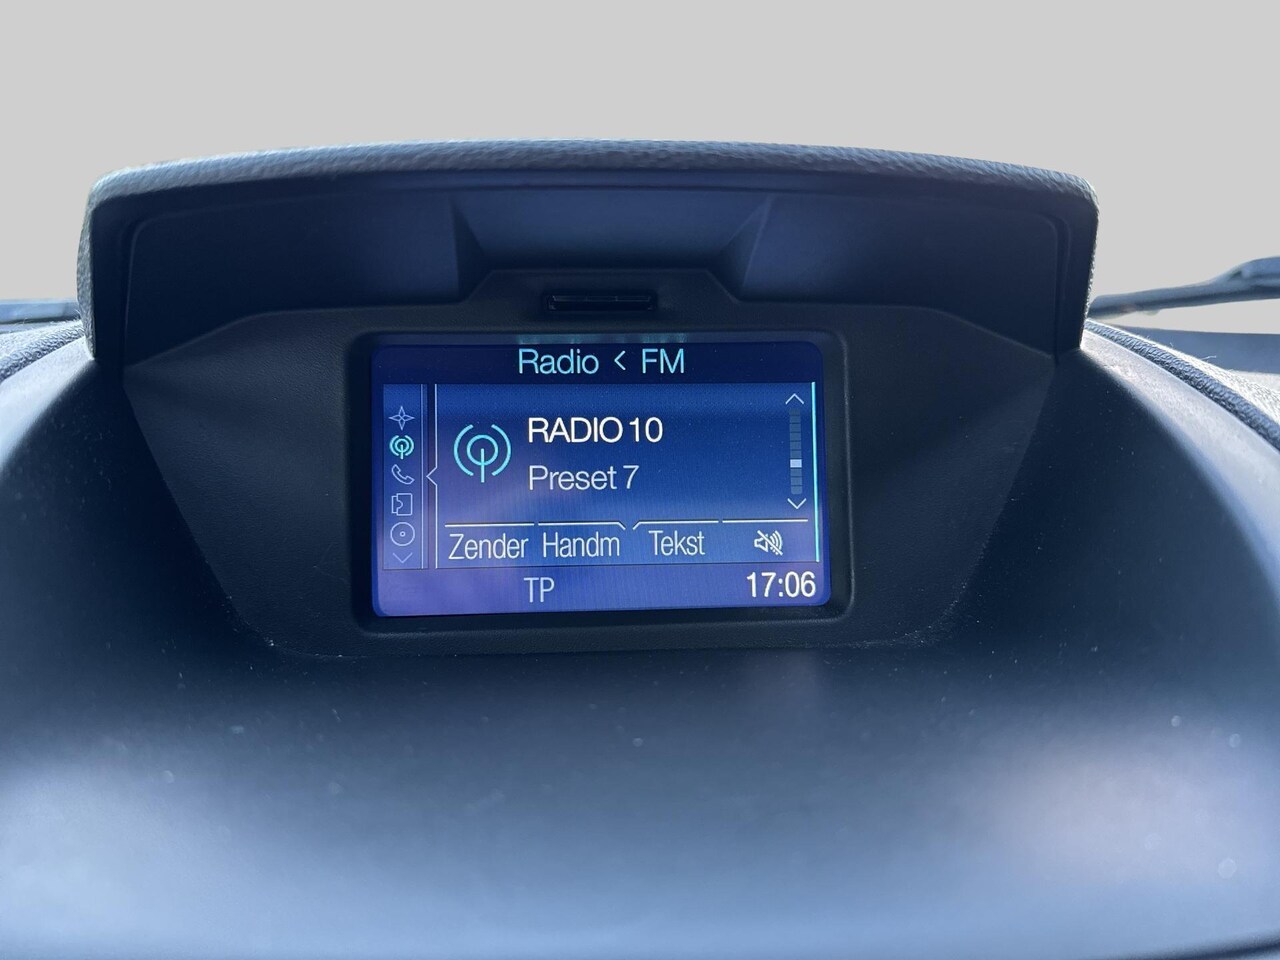 Radio < FM
RADIO 10
Preset 7
Zender Handm Tekst
TP 17:06